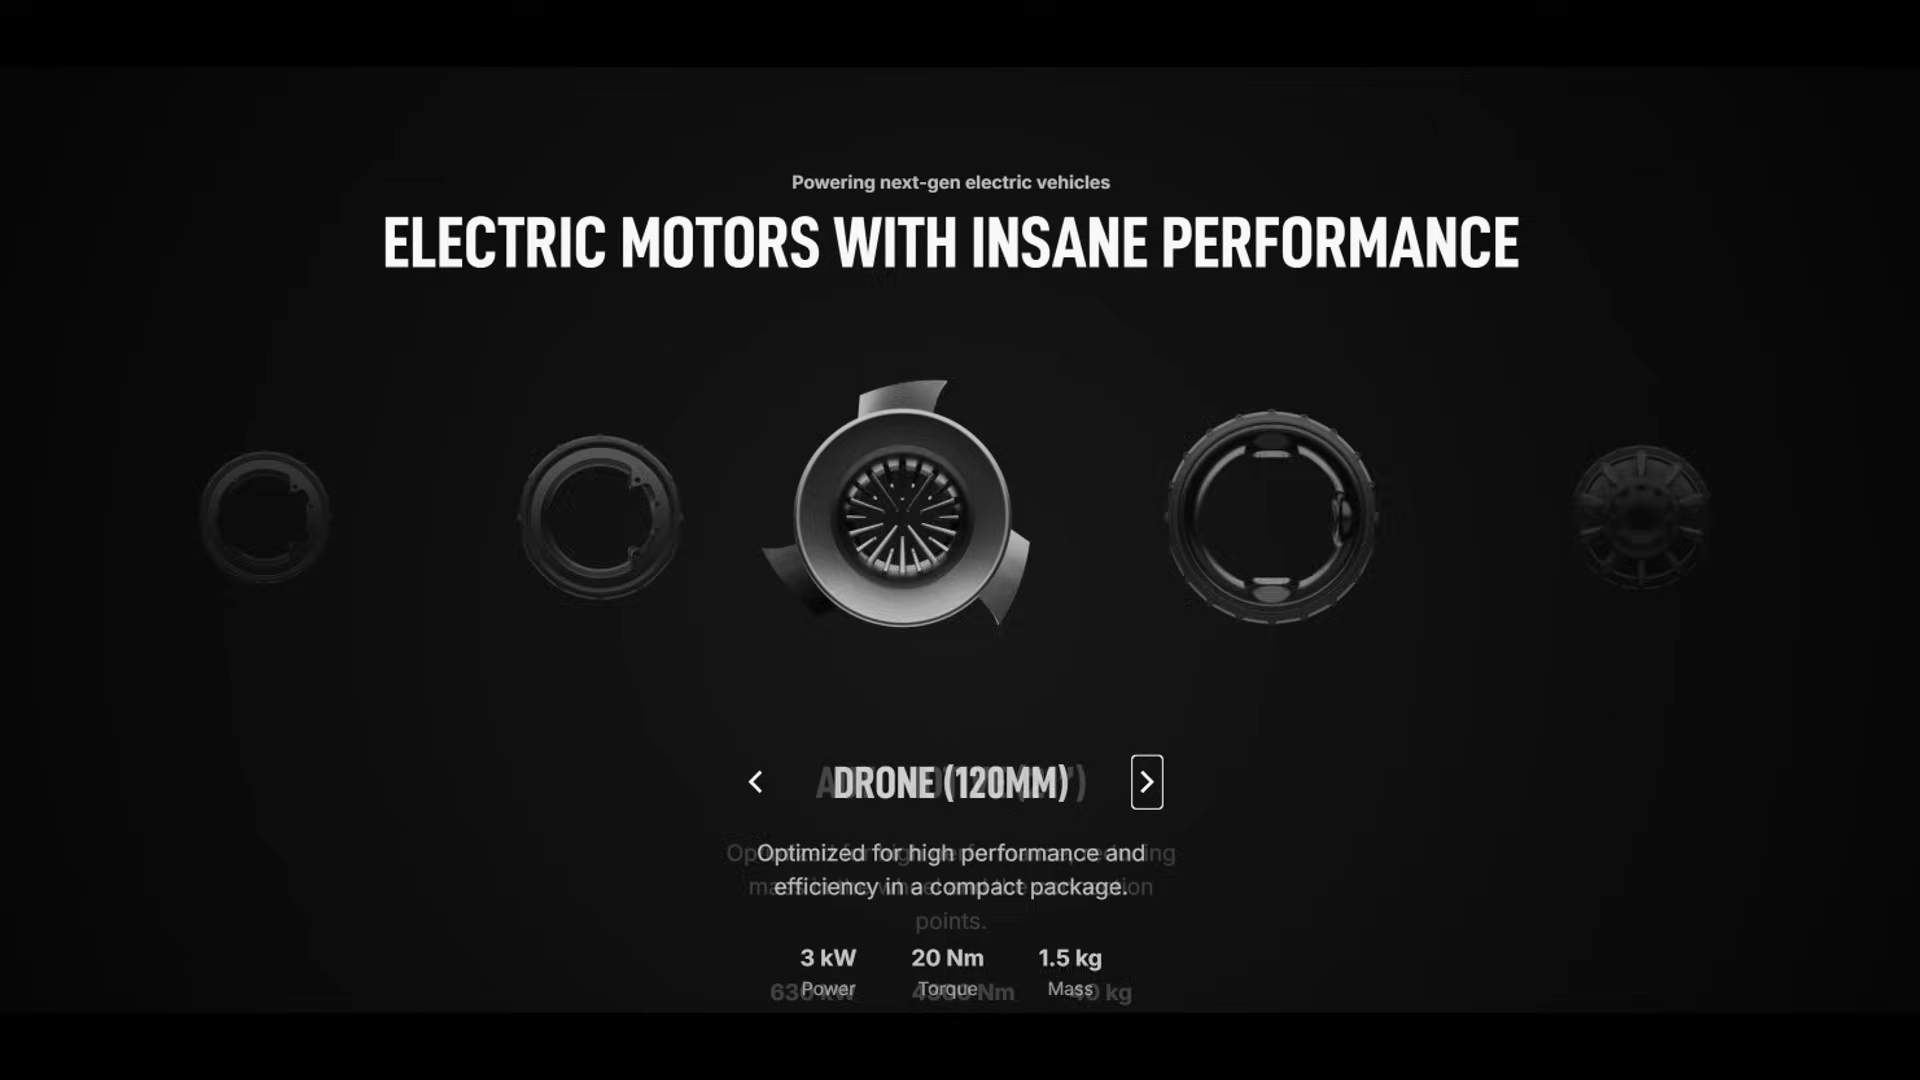 Powering next-gen electric vehicles
ELECTRIC MOTORS WITH INSANE PERFORMANCE
DRONE (120MM)
Optimized for high performance and
efficiency in a compact package.
points.
3 kW 20 Nm 1.5 kg
Power Torque Mass